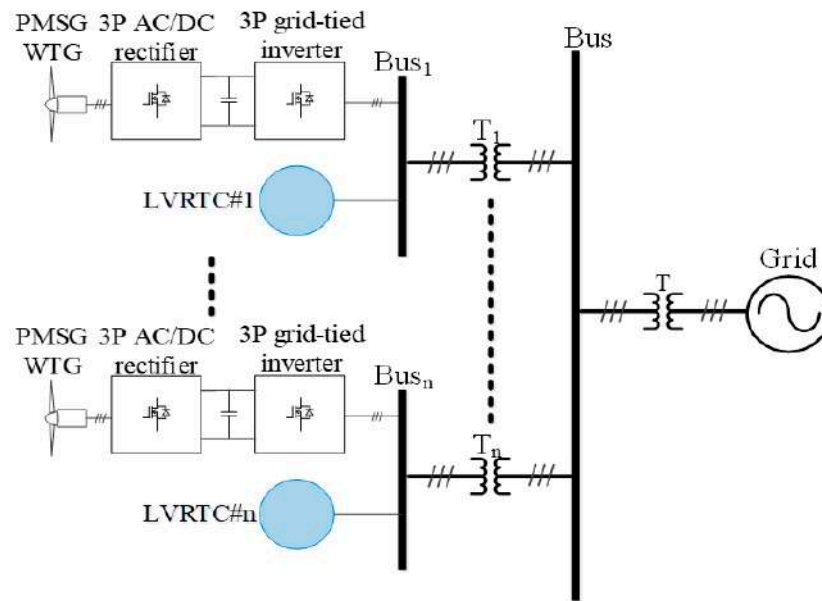 PMSG 3P AC/DC 3P grid-tied
WTG rectifier inverter
Bus₁
Bus
T₁
LVRTC#1
T
Grid
PMSG 3P AC/DC 3P grid-tied
WTG rectifier inverter
Busₙ
Tₙ
LVRTC#n